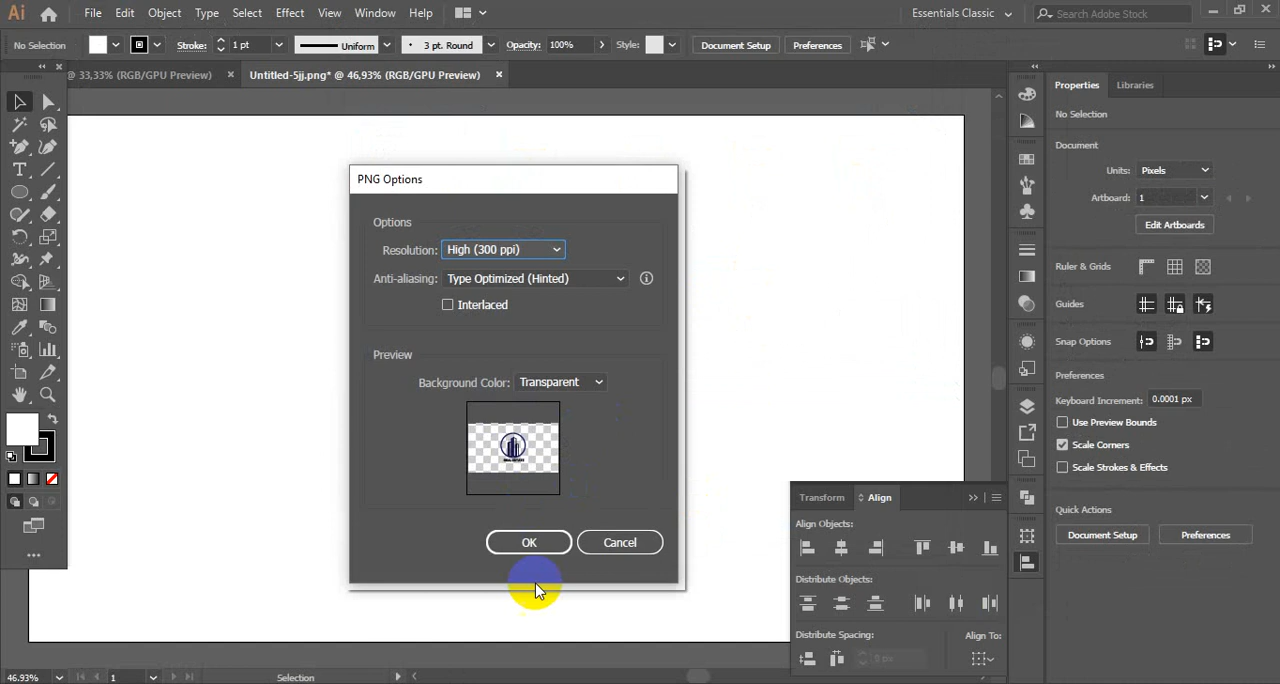 Ai File Edit Object Type Select Effect View Window Help Essentials Classic Search Adobe Stock
No Selection Stroke: 1 pt Uniform 3 pt. Round Opacity: 100% Style: Document Setup Preferences
@ 33,33% (RGB/GPU Preview) × Untitled-5jj.png* @ 46,93% (RGB/GPU Preview) ×
Properties Libraries
No Selection
Document
Units: Pixels
Artboard: 1
Edit Artboards
Ruler & Grids
Guides
Snap Options
Preferences
Keyboard Increment: 0.0001 px
Use Preview Bounds
Scale Corners
Scale Strokes & Effects
Quick Actions
Document Setup Preferences
PNG Options
Options
Resolution: High (300 ppi)
Anti-aliasing: Type Optimized (Hinted)
Interlaced
Preview
Background Color: Transparent
OK Cancel
Transform Align
Align Objects:
Distribute Objects:
Distribute Spacing: Align To:
0 px
46.93% 1 Selection